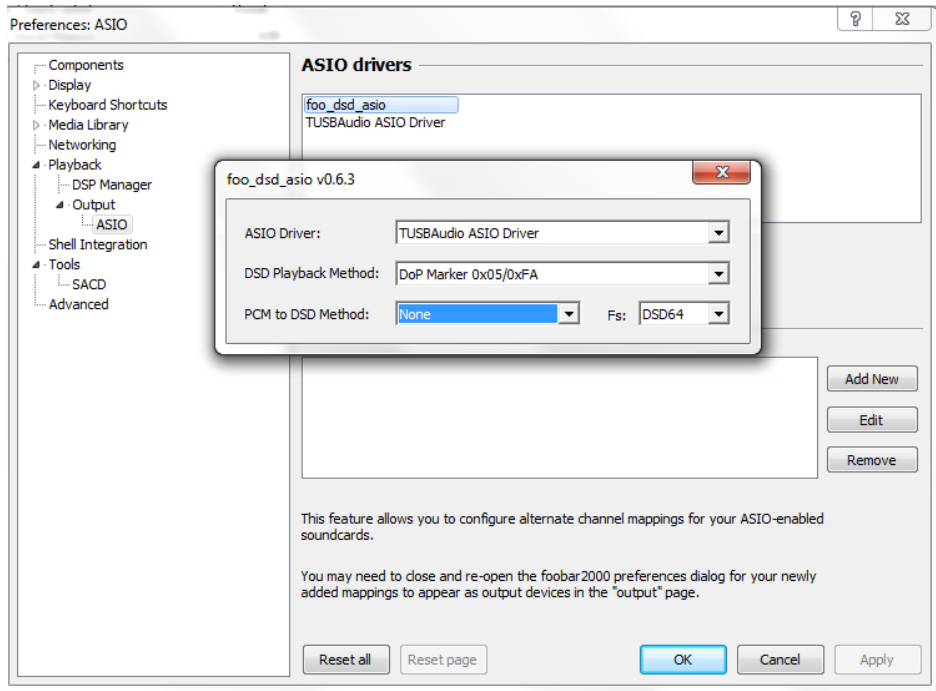 Preferences: ASIO
Components
Display
Keyboard Shortcuts
Media Library
Networking
Playback
DSP Manager
Output
ASIO
Shell Integration
Tools
SACD
Advanced
ASIO drivers
foo_dsd_asio
TUSBAudio ASIO Driver
foo_dsd_asio v0.6.3
ASIO Driver: TUSBAudio ASIO Driver
DSD Playback Method: DoP Marker 0x05/0xFA
PCM to DSD Method: None Fs: DSD64
Add New
Edit
Remove
This feature allows you to configure alternate channel mappings for your ASIO-enabled
soundcards.
You may need to close and re-open the foobar2000 preferences dialog for your newly
added mappings to appear as output devices in the "output" page.
Reset all Reset page OK Cancel Apply